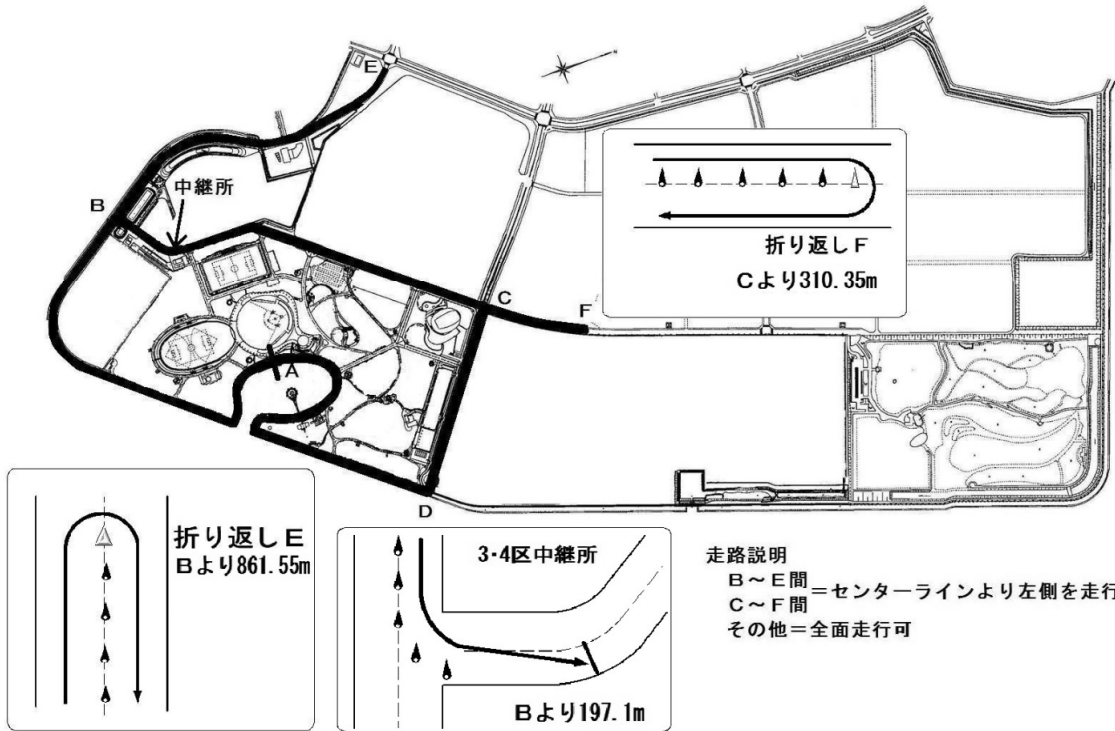 E
B
中継所
A
C
F
D
折り返しF
Cより310.35m
折り返しE
Bより861.55m
3・4区中継所
Bより197.1m
走路説明
B～E間
C～F間
=センターラインより左側を走行
その他=全面走行可